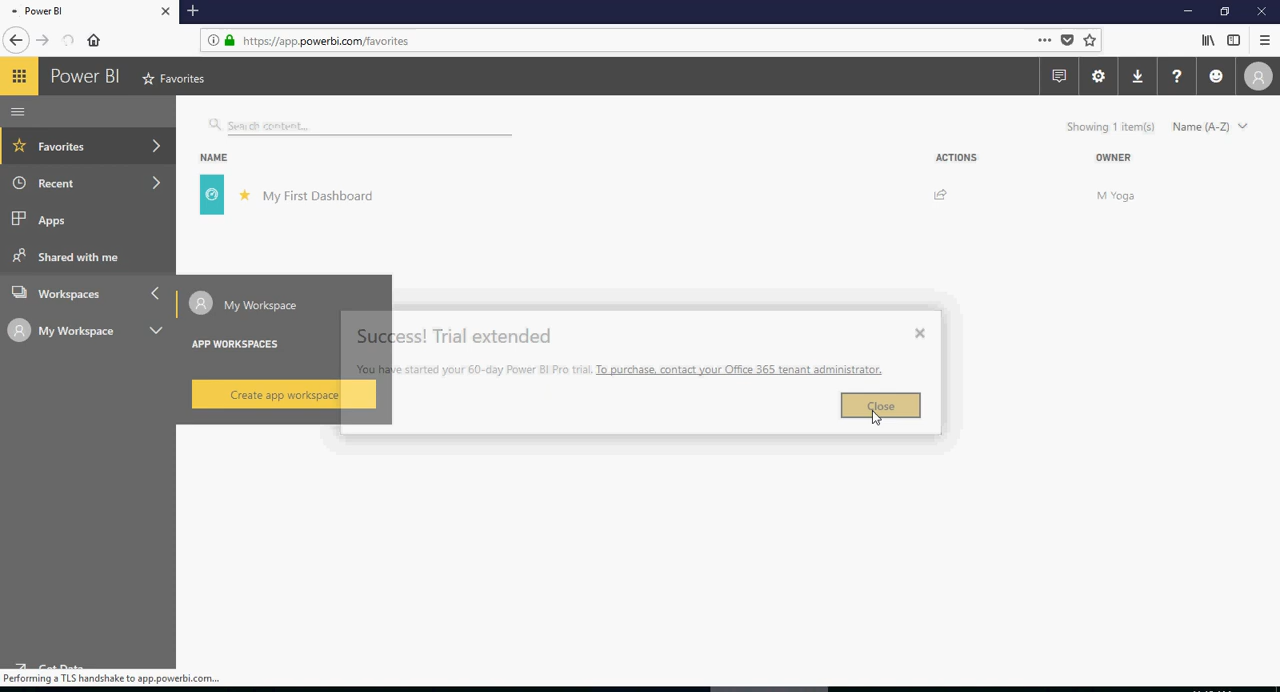 Power BI
https://app.powerbi.com/favorites
Power BI
Favorites
Search content...
Showing 1 item(s)
Name (A-Z)
NAME
ACTIONS
OWNER
My First Dashboard
M Yoga
Favorites
Recent
Apps
Shared with me
Workspaces
My Workspace
My Workspace
APP WORKSPACES
Create app workspace
Success! Trial extended
You have started your 60-day Power BI Pro trial. To purchase, contact your Office 365 tenant administrator.
Close
Get Data
Performing a TLS handshake to app.powerbi.com...